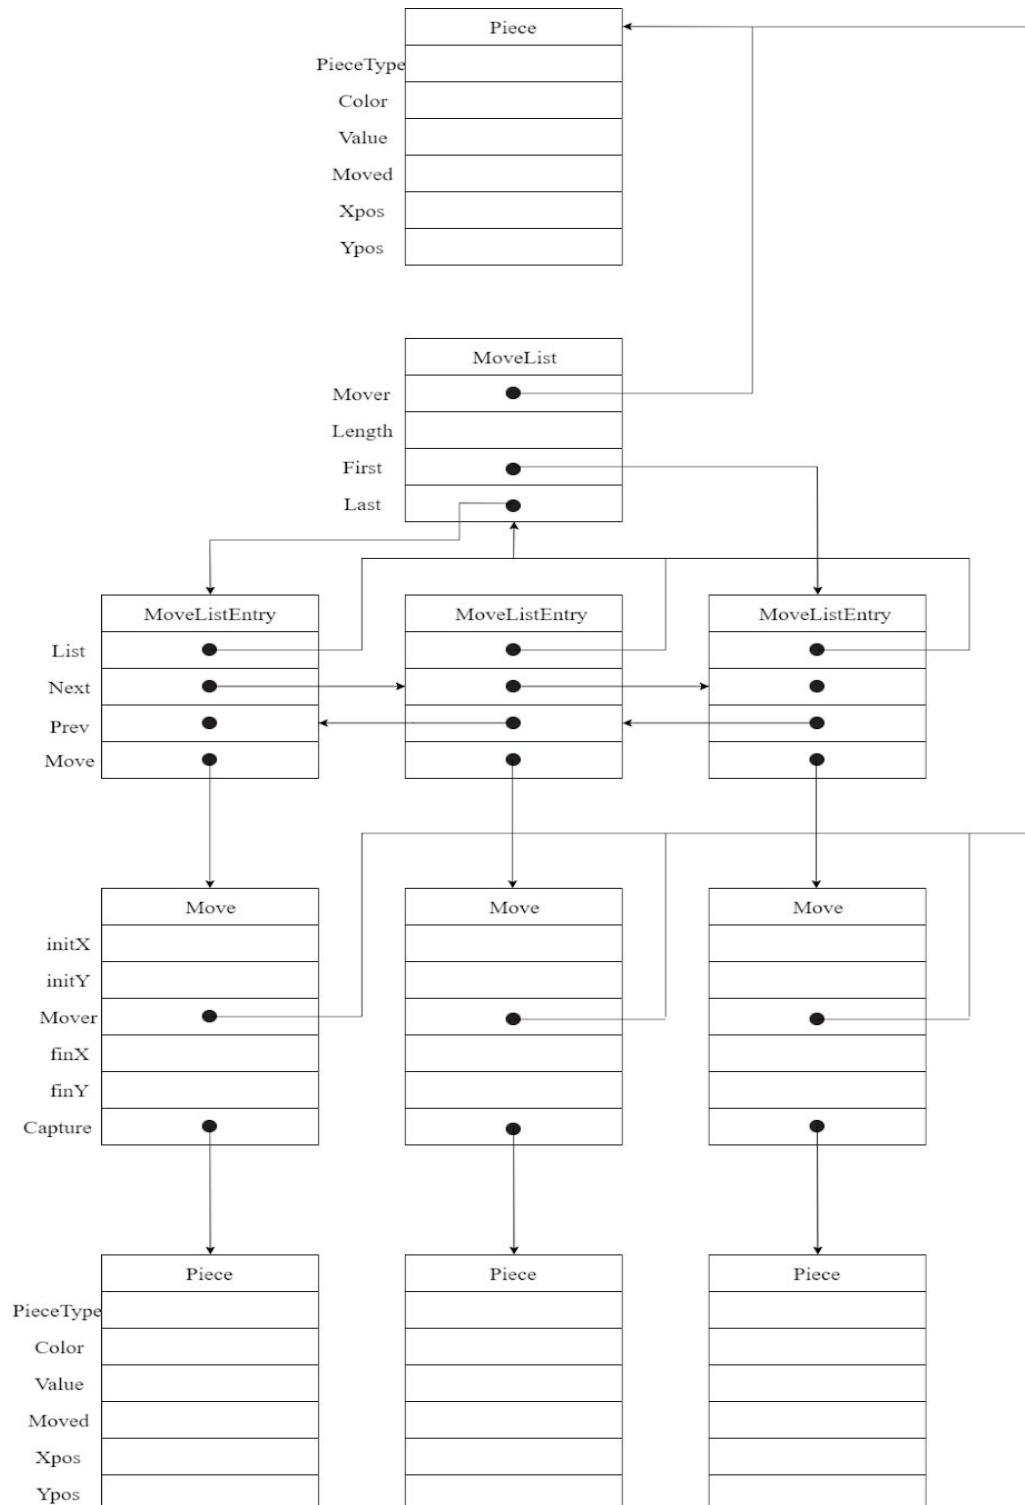 Piece
PieceType
Color
Value
Moved
Xpos
Ypos
MoveList
Mover
Length
First
Last
MoveListEntry MoveListEntry MoveListEntry
List
Next
Prev
Move
Move Move Move
initX
initY
Mover
finX
finY
Capture
Piece Piece Piece
PieceType
Color
Value
Moved
Xpos
Ypos